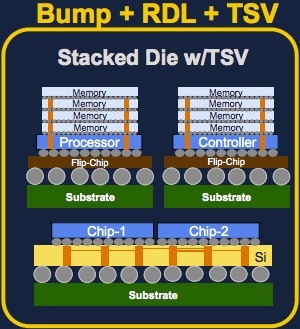 Bump + RDL + TSV
Stacked Die w/TSV
Memory
Memory
Memory
Memory
Processor
Flip-Chip
Substrate
Memory
Memory
Memory
Memory
Controller
Flip-Chip
Substrate
Chip-1
Chip-2
Si
Substrate